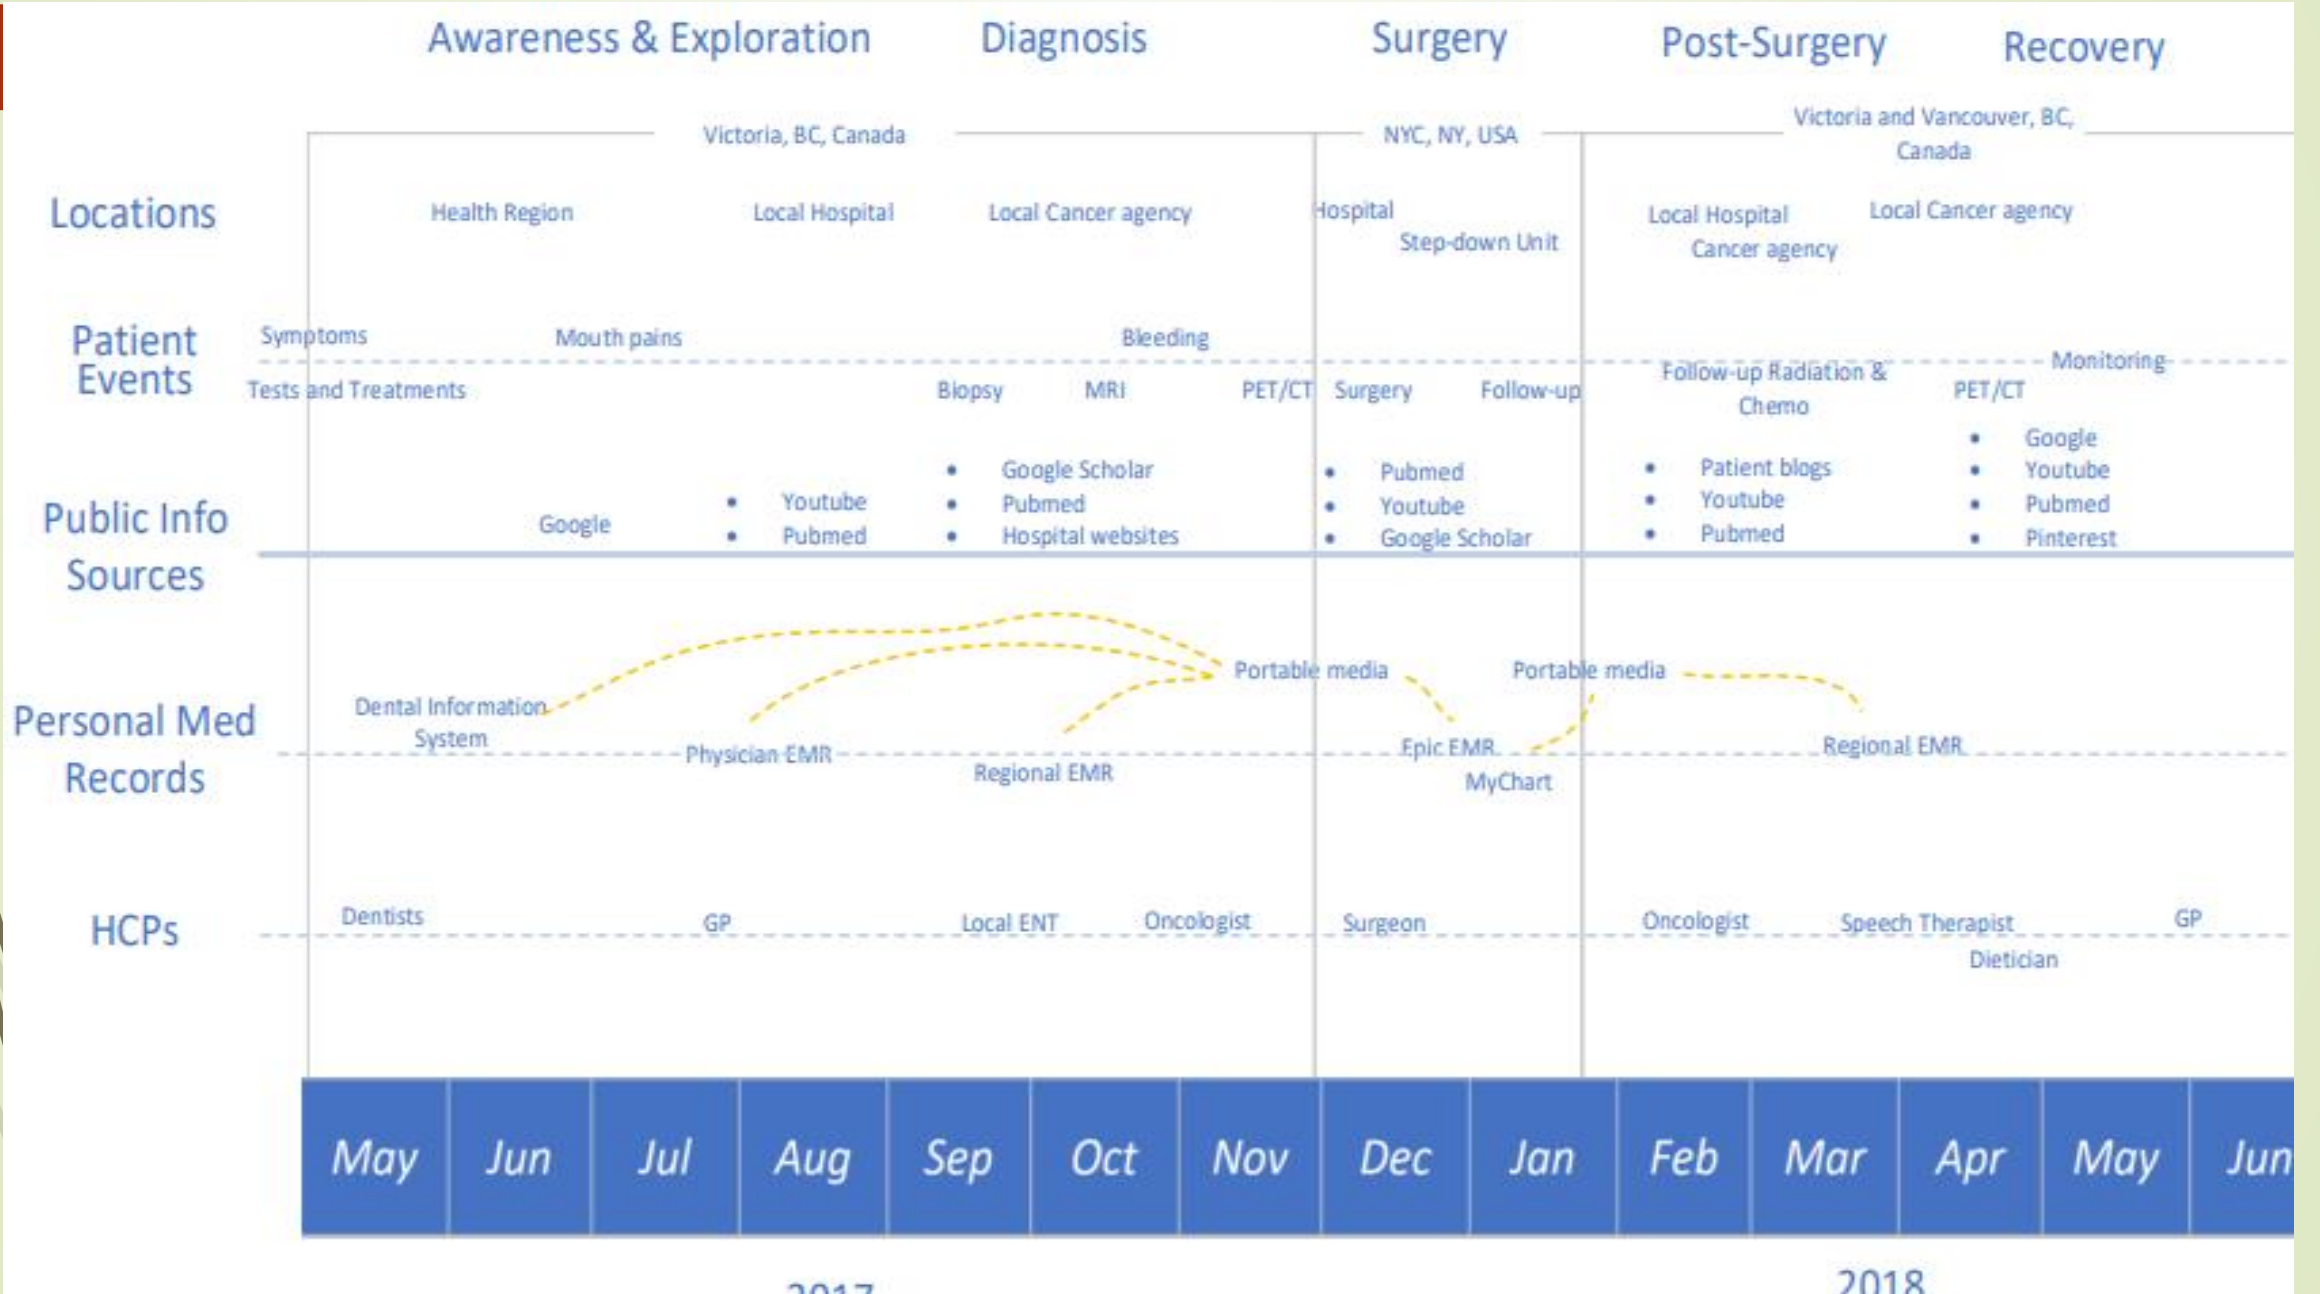 Awareness & Exploration
Diagnosis
Surgery
Post-Surgery
Recovery
Victoria, BC, Canada
NYC, NY, USA
Victoria and Vancouver, BC,
Canada
Locations
Health Region
Local Hospital
Local Cancer agency
Hospital
Step-down Unit
Local Hospital
Cancer agency
Local Cancer agency
Patient
Events
Symptoms
Mouth pains
Bleeding
Monitoring
Tests and Treatments
Biopsy
MRI
PET/CT
Surgery
Follow-up
Follow-up Radiation &
Chemo
PET/CT
Public Info
Sources
Google
• Youtube
• Pubmed
• Google Scholar
• Pubmed
• Hospital websites
• Pubmed
• Youtube
• Google Scholar
• Patient blogs
• Youtube
• Pubmed
• Google
• Youtube
• Pubmed
• Pinterest
Personal Med
Records
Dental Information
System
Physician EMR
Regional EMR
Portable media
Epic EMR
MyChart
Portable media
Regional EMR
HCPs
Dentists
GP
Local ENT
Oncologist
Surgeon
Oncologist
Speech Therapist
Dietician
GP
May
Jun
Jul
Aug
Sep
Oct
Nov
Dec
Jan
Feb
Mar
Apr
May
Jun
2017
2018